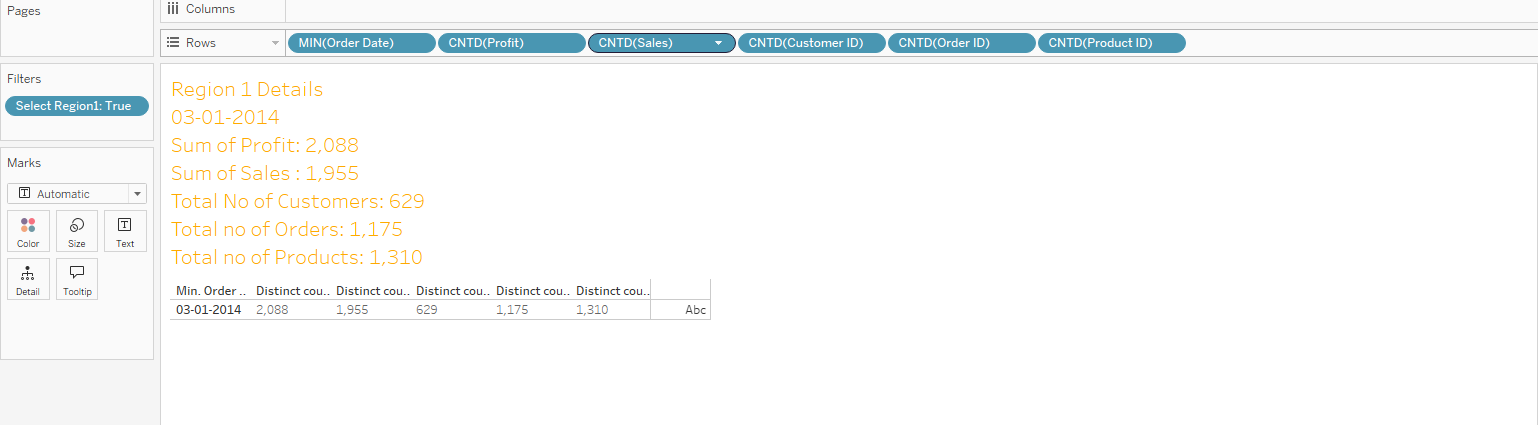 Pages
Columns
Rows
MIN(Order Date) CNTD(Profit) CNTD(Sales) CNTD(Customer ID) CNTD(Order ID) CNTD(Product ID)
Filters
Select Region1: True
Marks
Automatic
Color Size Text
Detail Tooltip
Region 1 Details
03-01-2014
Sum of Profit: 2,088
Sum of Sales : 1,955
Total No of Customers: 629
Total no of Orders: 1,175
Total no of Products: 1,310
Min. Order .. Distinct cou.. Distinct cou.. Distinct cou.. Distinct cou.. Distinct cou..
03-01-2014 2,088 1,955 629 1,175 1,310 Abc